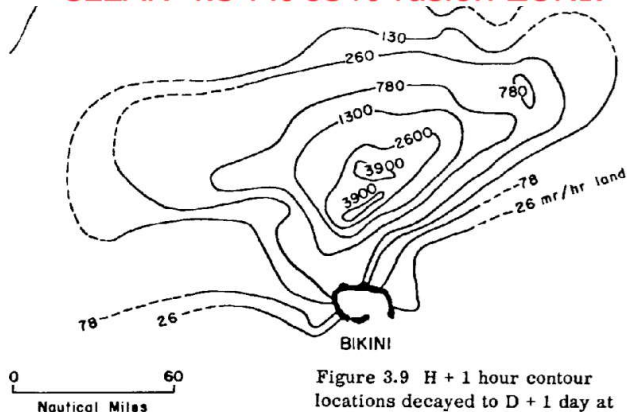 130
260
780
780
1300
2600
3900
3900
78
26 mr/hr land
78
26
BIKINI
0 60
Nautical Miles
Figure 3.9 H + 1 hour contour
locations decayed to D + 1 day at